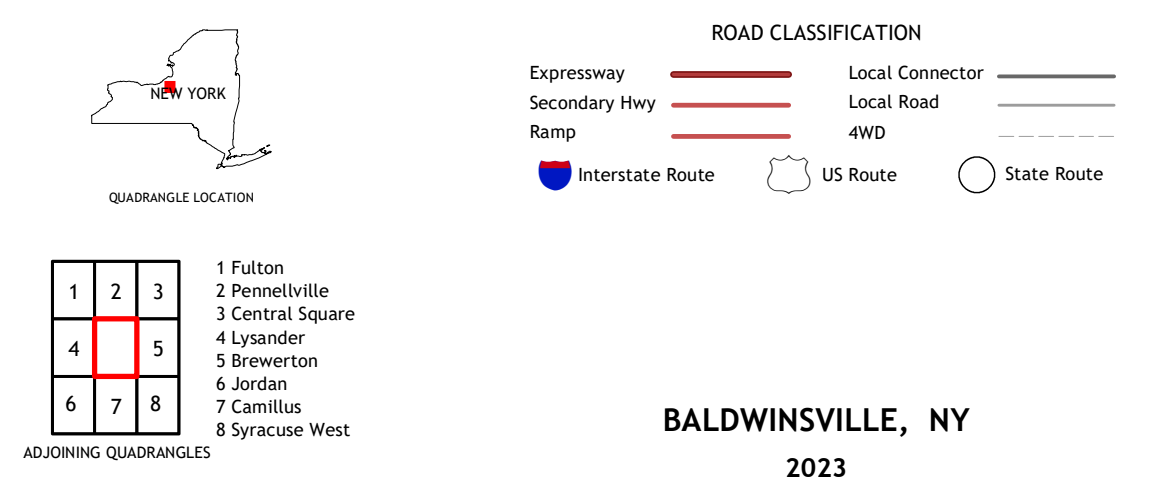 NEW YORK
QUADRANGLE LOCATION
ROAD CLASSIFICATION
Expressway
Secondary Hwy
Ramp
Local Connector
Local Road
4WD
Interstate Route
US Route
State Route
1 2 3
4 5
6 7 8
ADJOINING QUADRANGLES
1 Fulton
2 Pennellville
3 Central Square
4 Lysander
5 Brewerton
6 Jordan
7 Camillus
8 Syracuse West
BALDWINSVILLE, NY
2023